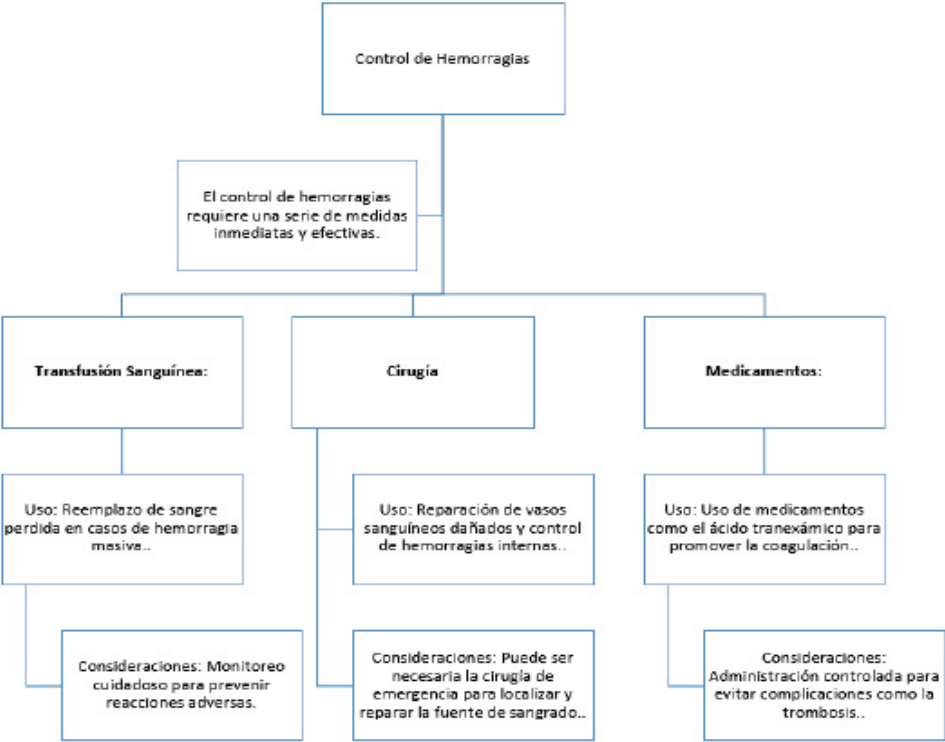 Control de Hemorragias
El control de hemorragias
requiere una serie de medidas
inmediatas y efectivas.
Transfusión Sanguínea:
Cirugía
Medicamentos:
Uso: Reemplazo de sangre
perdida en casos de hemorragia
masiva..
Uso: Reparación de vasos
sanguíneos dañados y control
de hemorragias internas..
Uso: Uso de medicamentos
como el ácido tranexámico para
promover la coagulación..
Consideraciones: Monitoreo
cuidadoso para prevenir
reacciones adversas.
Consideraciones: Puede ser
necesaria la cirugía de
emergencia para localizar y
reparar la fuente de sangrado..
Consideraciones:
Administración controlada para
evitar complicaciones como la
trombosis..